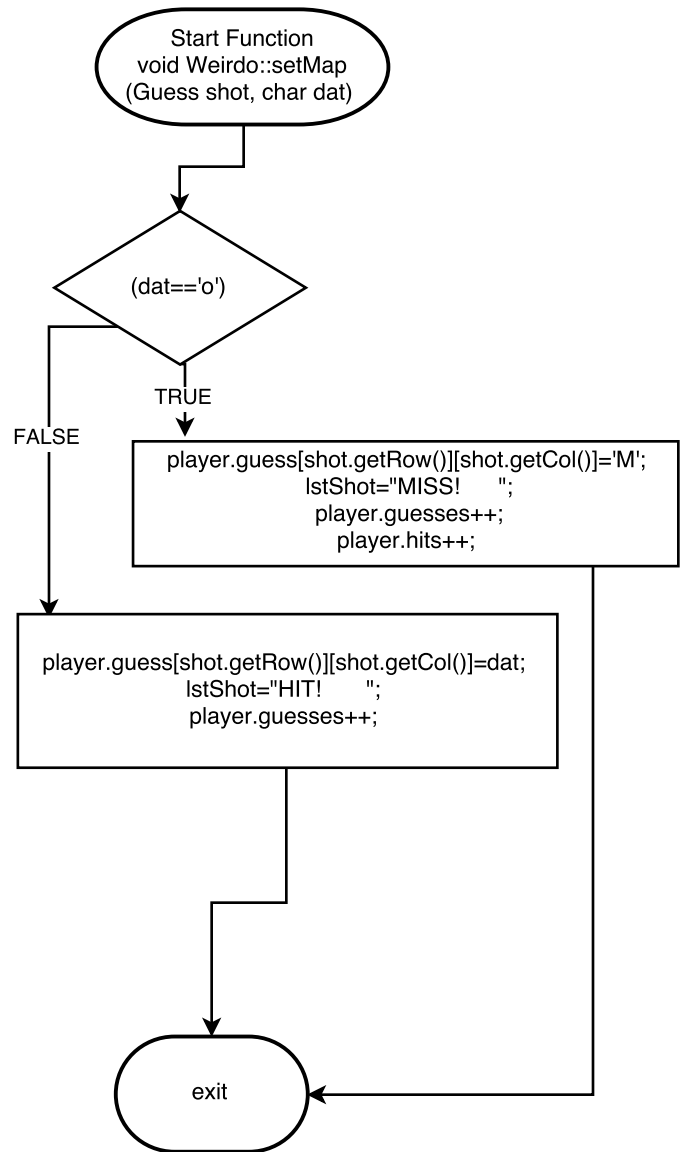 Start Function
void Weirdo::setMap
(Guess shot, char dat)
(dat=='o')
TRUE
FALSE
player.guess[shot.getRow()][shot.getCol()]='M';
lstShot="MISS!      ";
player.guesses++;
player.hits++;
player.guess[shot.getRow()][shot.getCol()]=dat;
lstShot="HIT!       ";
player.guesses++;
exit